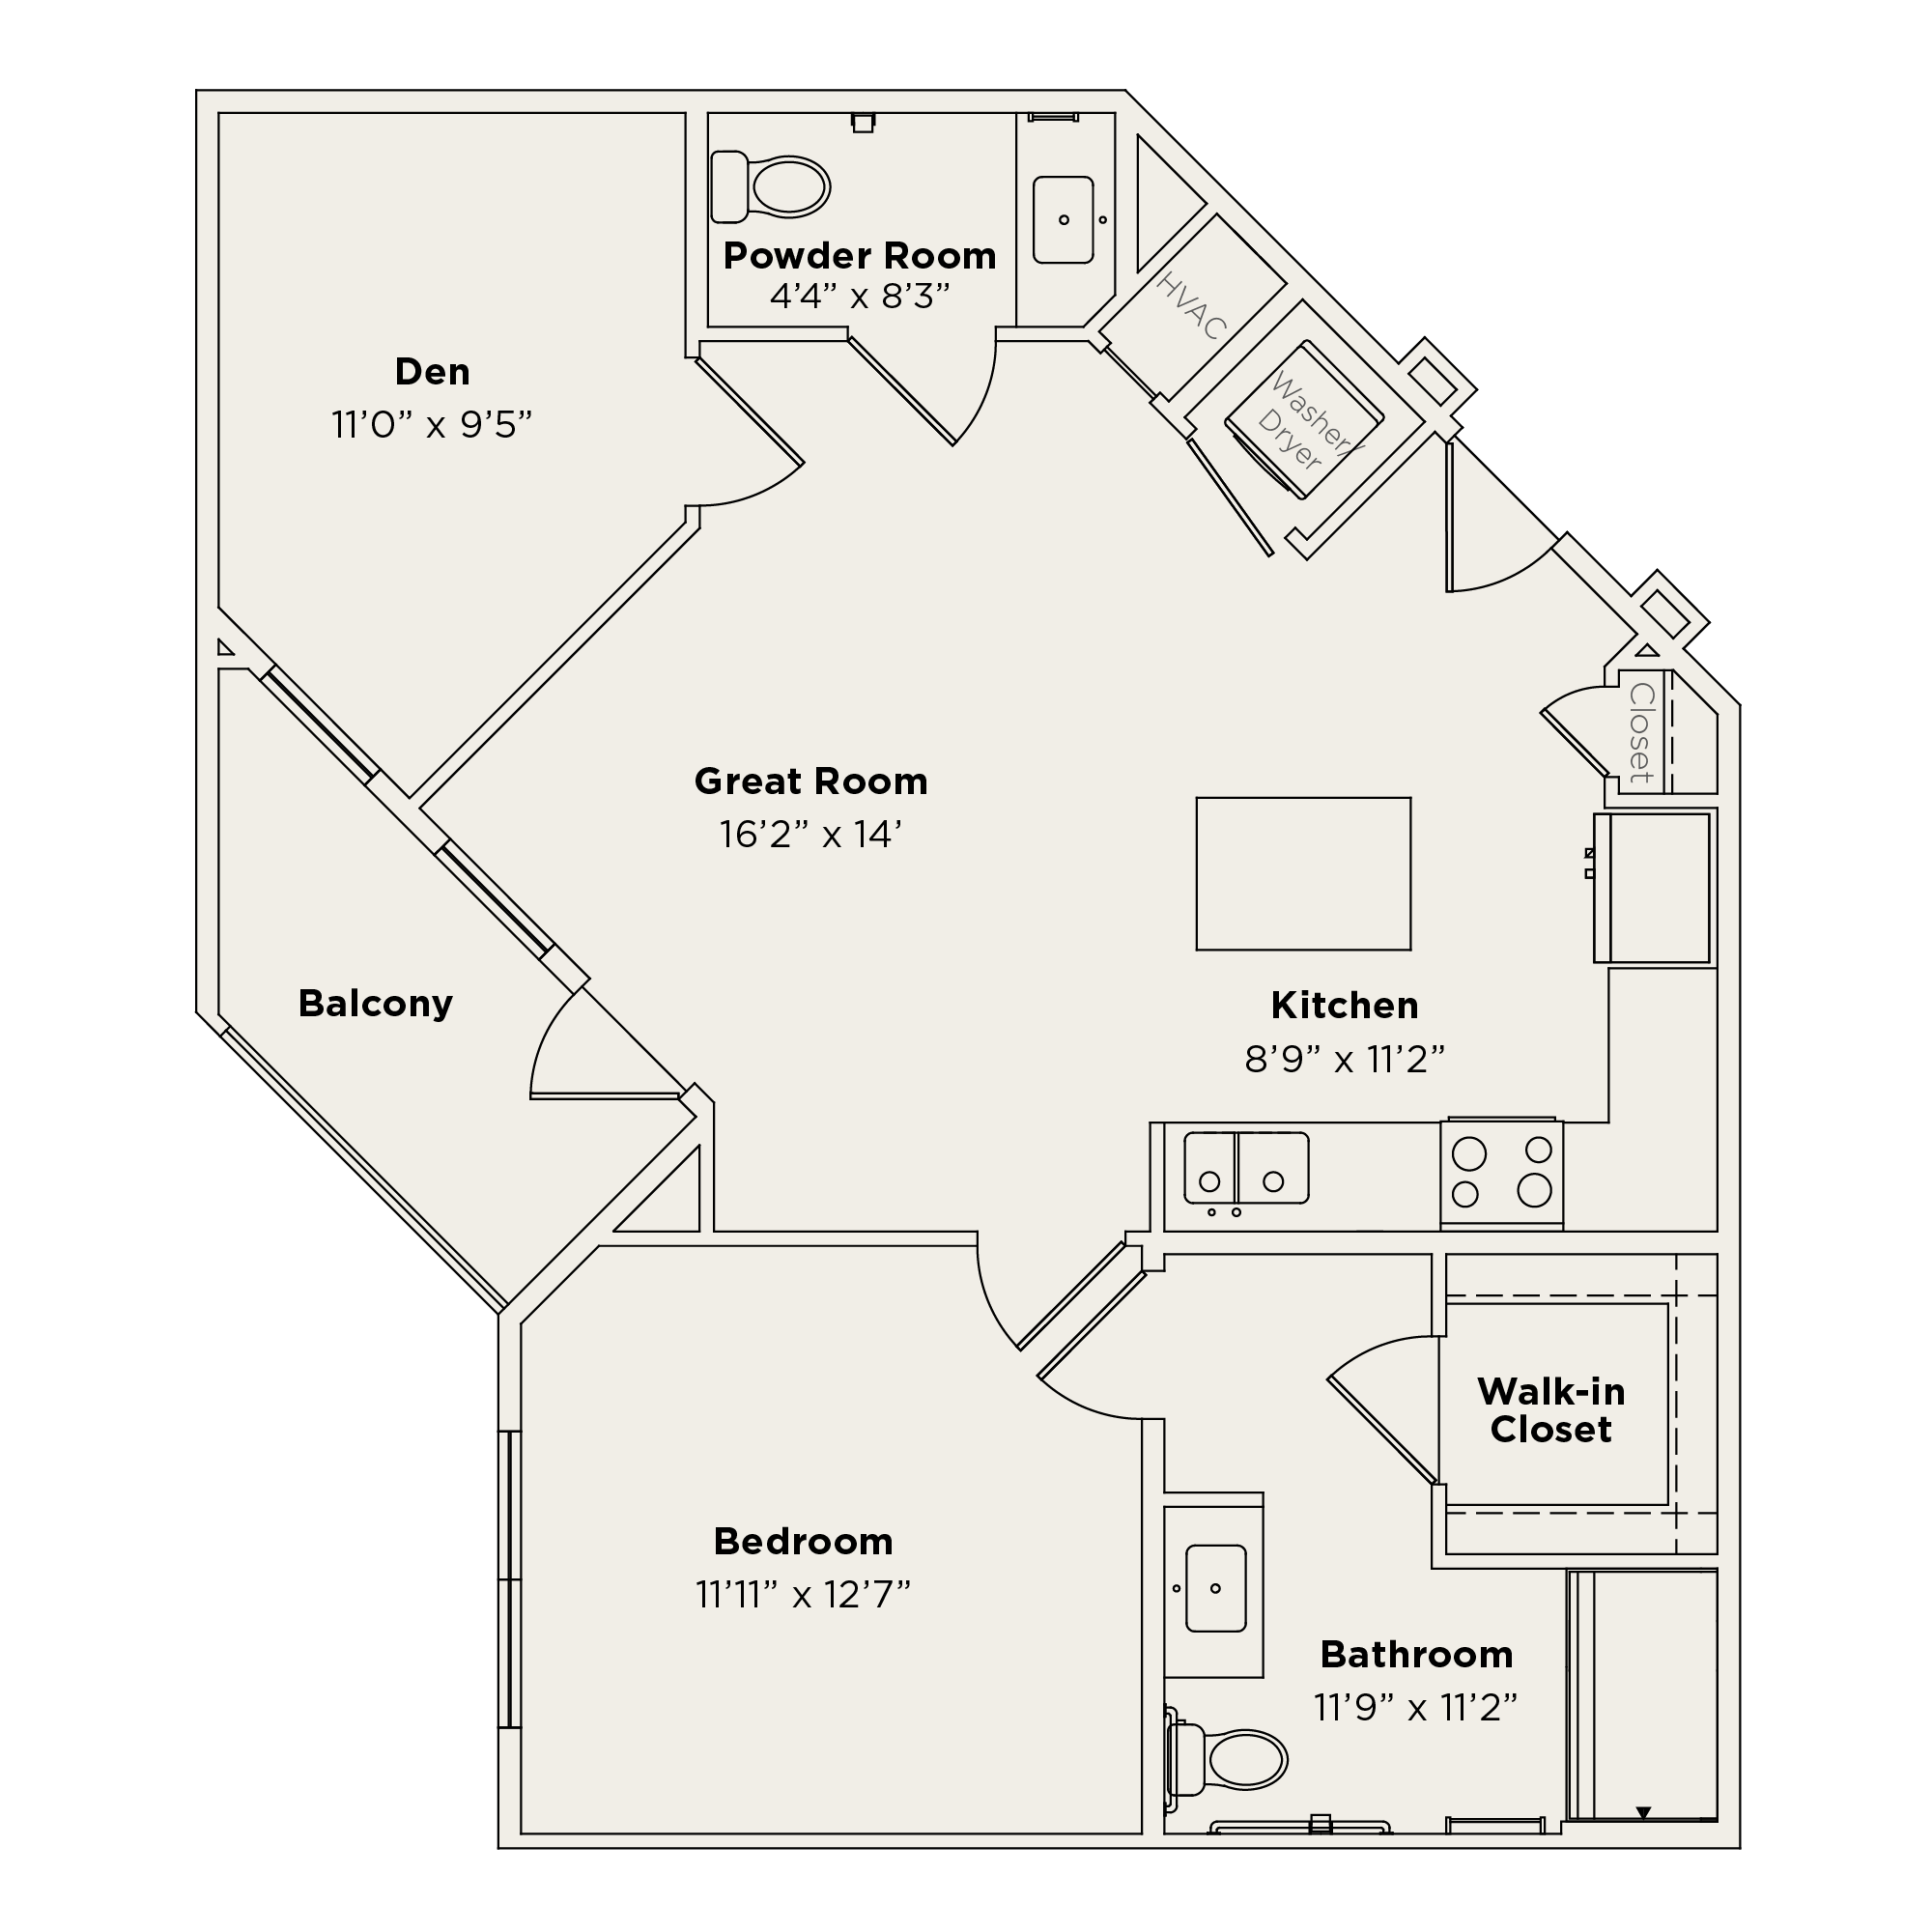 Powder Room
4’4” x 8’3”
HVAC
Washer/
Dryer
Den
11’0” x 9’5”
Closet
Great Room
16’2” x 14’
Balcony
Kitchen
8’9” x 11’2”
Walk-in
Closet
Bedroom
11’11” x 12’7”
Bathroom
11’9” x 11’2”